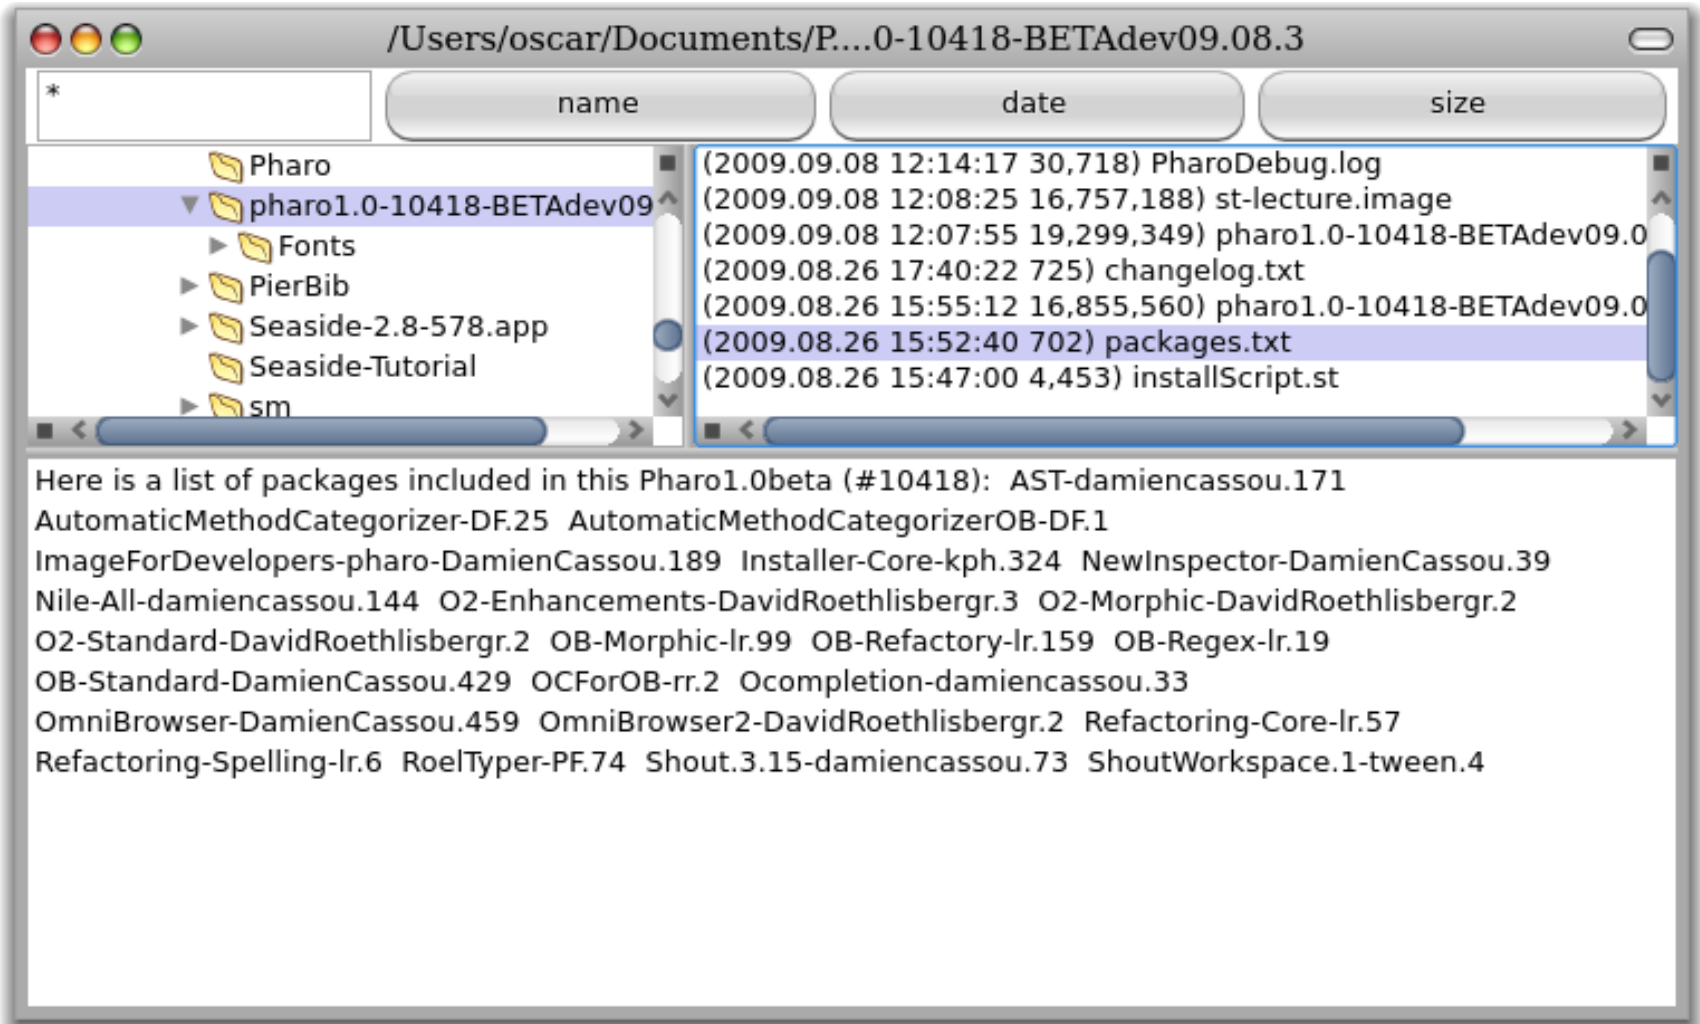 /Users/oscar/Documents/P....0-10418-BETAdev09.08.3
*
name
date
size
Pharo
pharo1.0-10418-BETAdev09
Fonts
PierBib
Seaside-2.8-578.app
Seaside-Tutorial
sm
(2009.09.08 12:14:17 30,718) PharoDebug.log
(2009.09.08 12:08:25 16,757,188) st-lecture.image
(2009.09.08 12:07:55 19,299,349) pharo1.0-10418-BETAdev09.0
(2009.08.26 17:40:22 725) changelog.txt
(2009.08.26 15:55:12 16,855,560) pharo1.0-10418-BETAdev09.0
(2009.08.26 15:52:40 702) packages.txt
(2009.08.26 15:47:00 4,453) installScript.st
Here is a list of packages included in this Pharo1.0beta (#10418):  AST-damiencassou.171
AutomaticMethodCategorizer-DF.25  AutomaticMethodCategorizerOB-DF.1
ImageForDevelopers-pharo-DamienCassou.189  Installer-Core-kph.324  NewInspector-DamienCassou.39
Nile-All-damiencassou.144  O2-Enhancements-DavidRoethlisbergr.3  O2-Morphic-DavidRoethlisbergr.2
O2-Standard-DavidRoethlisbergr.2  OB-Morphic-lr.99  OB-Refactory-lr.159  OB-Regex-lr.19
OB-Standard-DamienCassou.429  OCForOB-rr.2  Ocompletion-damiencassou.33
OmniBrowser-DamienCassou.459  OmniBrowser2-DavidRoethlisbergr.2  Refactoring-Core-lr.57
Refactoring-Spelling-lr.6  RoelTyper-PF.74  Shout.3.15-damiencassou.73  ShoutWorkspace.1-tween.4